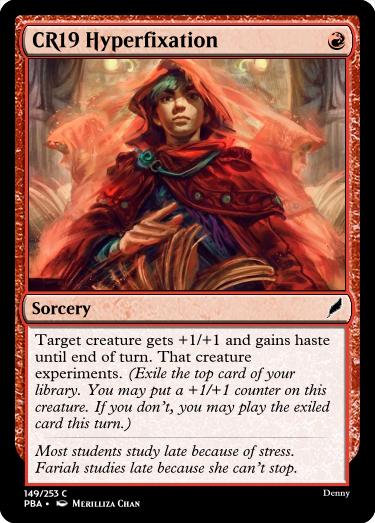 CR19 Hyperfixation
Sorcery
Target creature gets +1/+1 and gains haste
until end of turn. That creature
experiments. (Exile the top card of your
library. You may put a +1/+1 counter on this
creature. If you don't, you may play the exiled
card this turn.)
Most students study late because of stress.
Fariah studies late because she can't stop.
149/253 C
Denny
PBA • Merilliza Chan